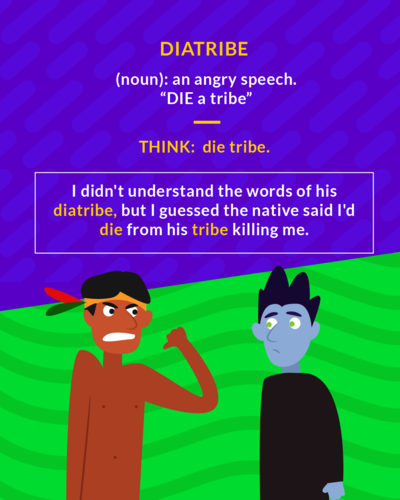 DIATRIBE
(noun): an angry speech.
“DIE a tribe”
THINK: die tribe.
I didn't understand the words of his
diatribe, but I guessed the native said I'd
die from his tribe killing me.